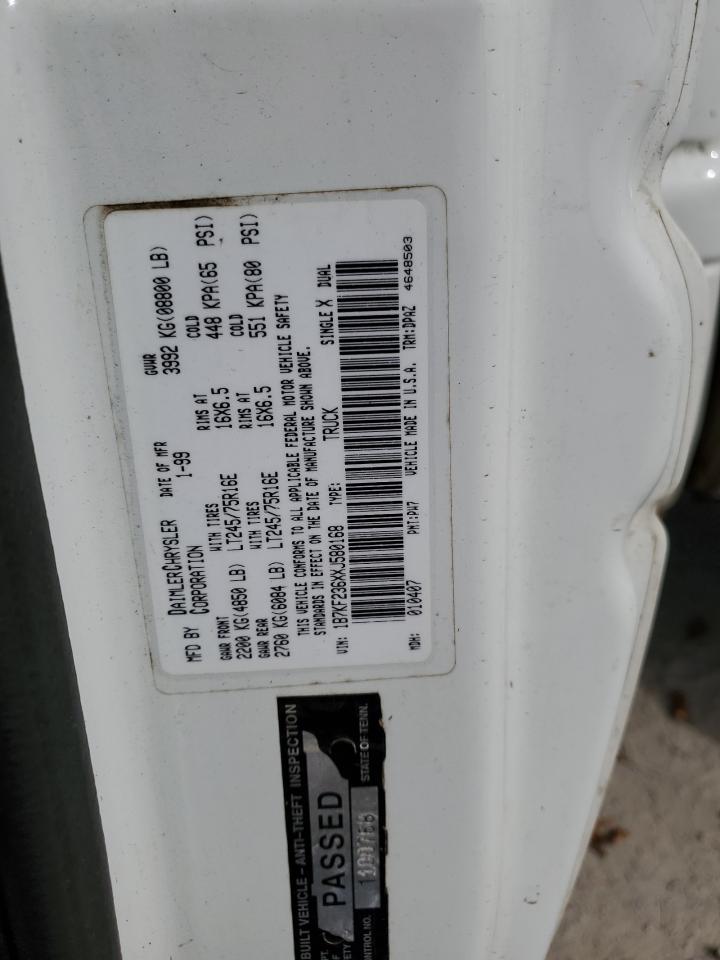 MFD BY DAIMLERCHRYSLER CORPORATION DATE OF MFR 1-99 GVWR 3992 KG(08800 LB)
GAWR FRONT WITH TIRES RIMS AT COLD
2200 KG(4850 LB) LT245/75R16E 16X6.5 448 KPA(65 PSI)
GAWR REAR WITH TIRES RIMS AT COLD
2760 KG(6084 LB) LT245/75R16E 16X6.5 551 KPA(80 PSI)
THIS VEHICLE CONFORMS TO ALL APPLICABLE FEDERAL MOTOR VEHICLE SAFETY
STANDARDS IN EFFECT ON THE DATE OF MANUFACTURE SHOWN ABOVE.
VIN: 1B7KF236XXJ580168 TYPE: TRUCK SINGLE X DUAL
MDH: 010407 PNT:PW7 VEHICLE MADE IN U.S.A. TRM:DPAZ 4648503
BUILT VEHICLE - ANTI-THEFT INSPECTION
PASSED
CONTROL NO. STATE OF TENN.